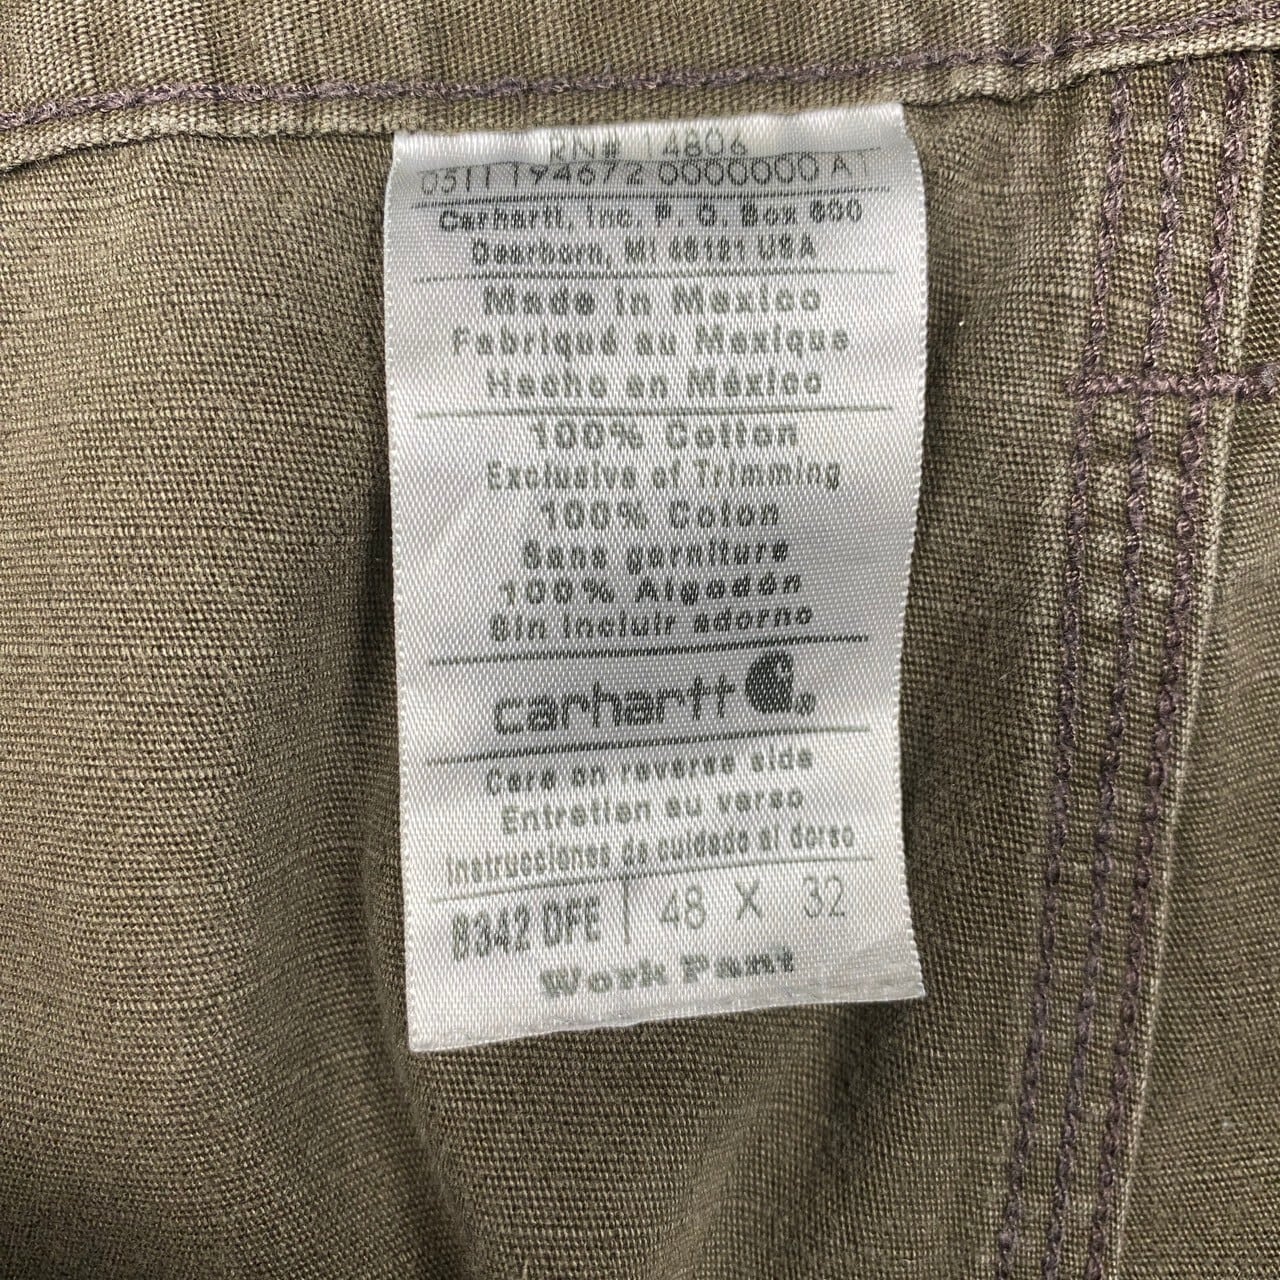 RN# 14806
0511194672 0000000 A1
Carhartt, Inc. P. O. Box 600
Dearborn, MI 48121 USA
Made in Mexico
Fabriqué au Mexique
Hecho en México
100% Cotton
Exclusive of Trimming
100% Coton
Sans garniture
100% Algodón
Sin incluir adorno
carhartt
Care on reverse side
Entretien au verso
Instrucciones de cuidado al dorso
B342 DFE 48 X 32
Work Pant